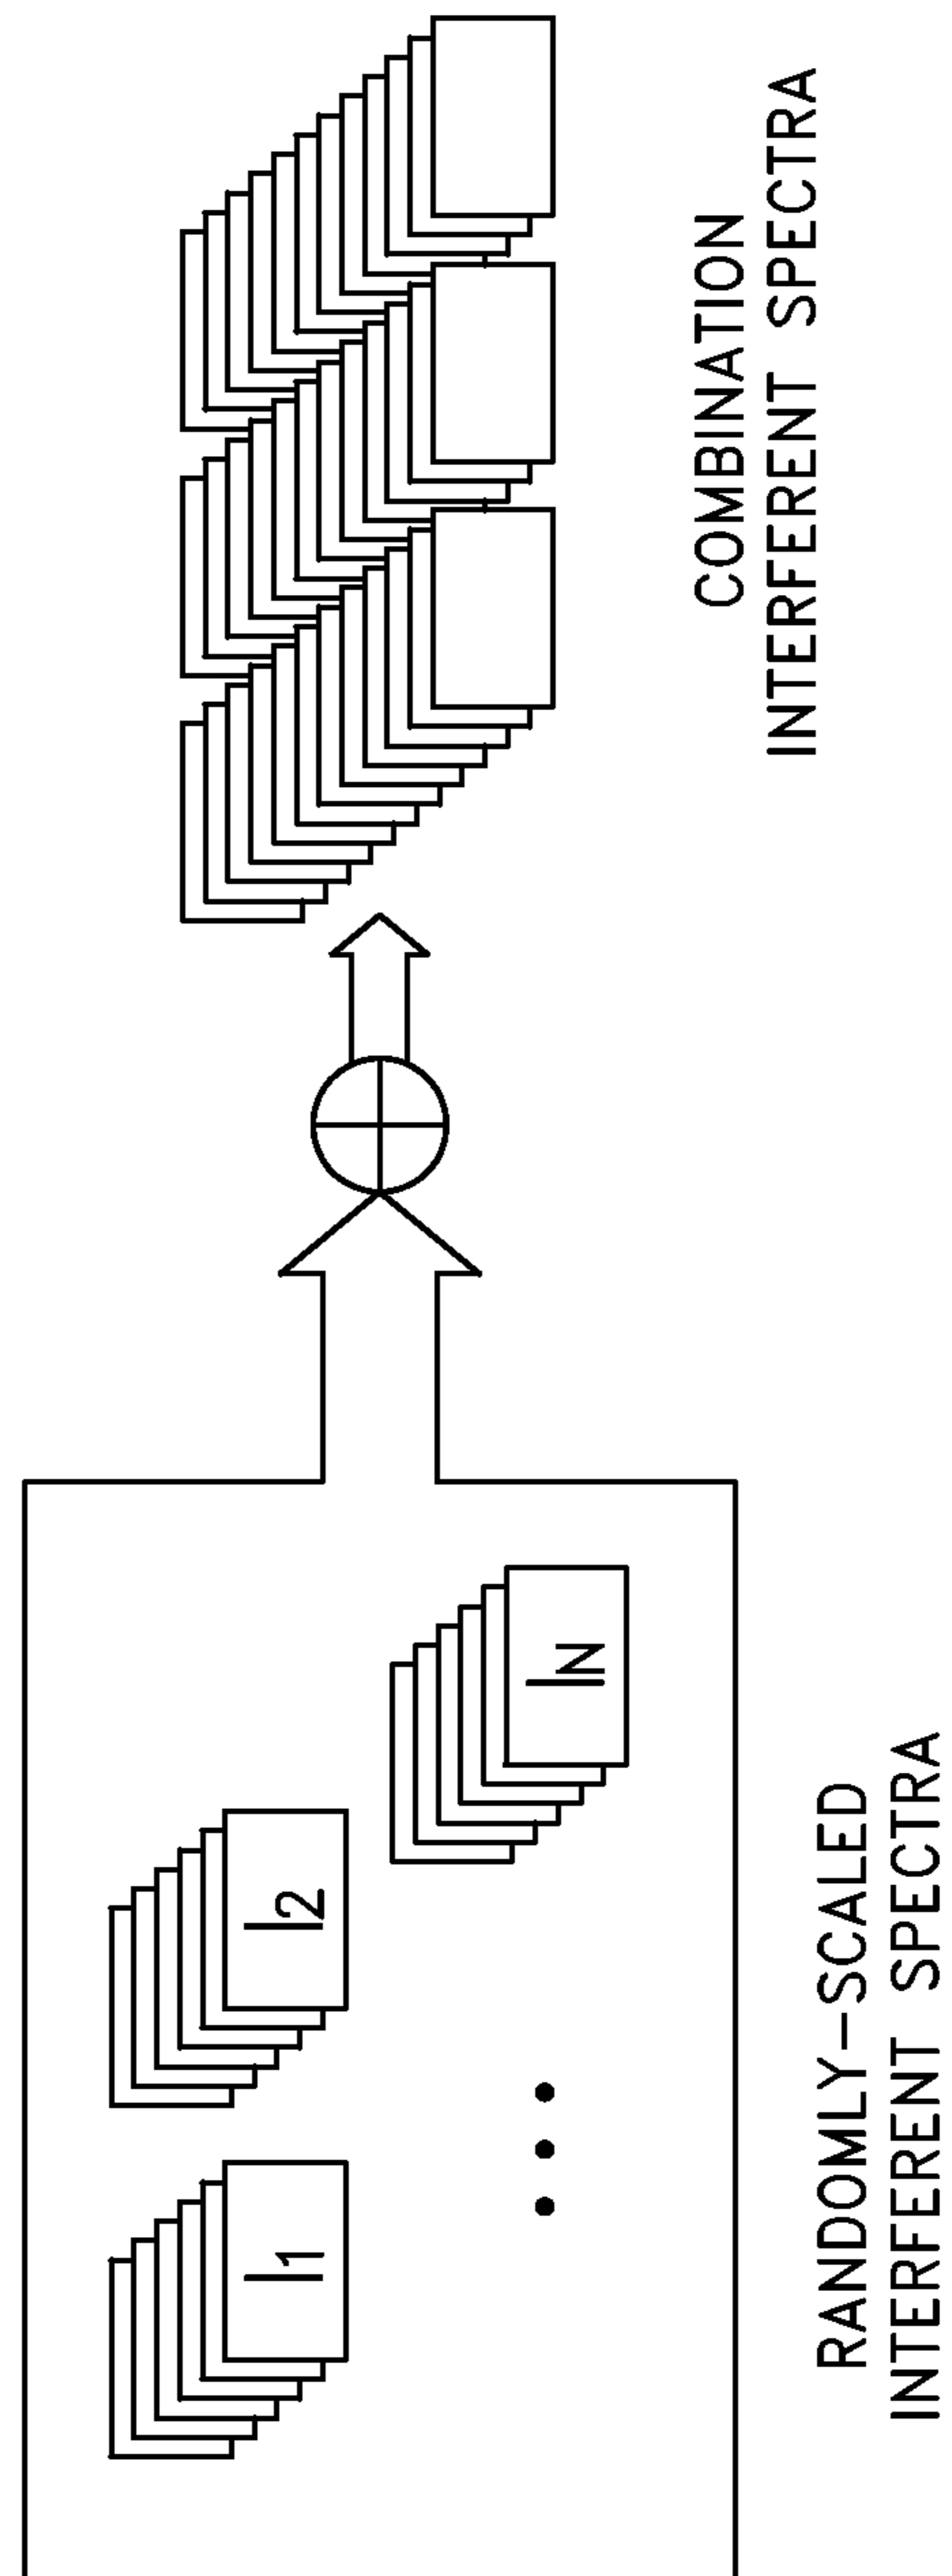 I1
I2
IN
RANDOMLY-SCALED
INTERFERENT SPECTRA
COMBINATION
INTERFERENT SPECTRA